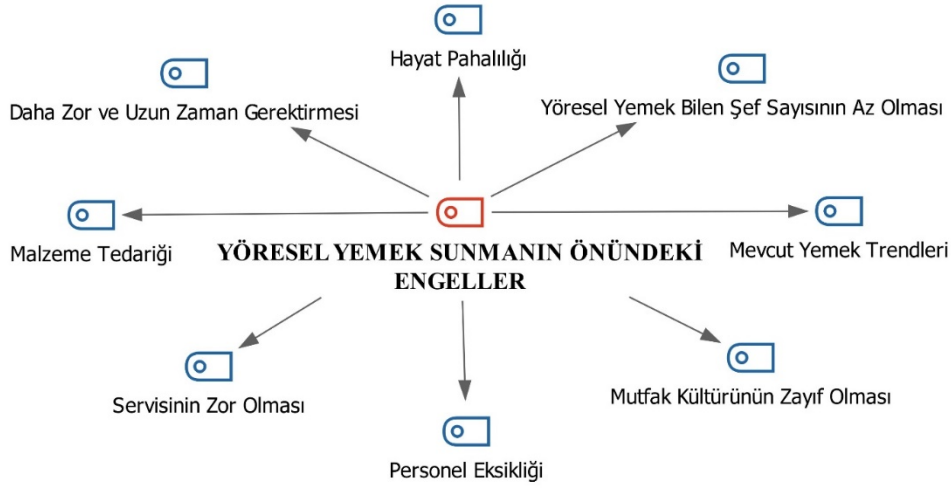 Hayat Pahalılığı
Daha Zor ve Uzun Zaman Gerektirmesi
Yöresel Yemek Bilen Şef Sayısının Az Olması
Malzeme Tedariği
YÖRESEL YEMEK SUNMANIN ÖNÜNDEKİ
ENGELLER
Mevcut Yemek Trendleri
Servisinin Zor Olması
Mutfak Kültürünün Zayıf Olması
Personel Eksikliği